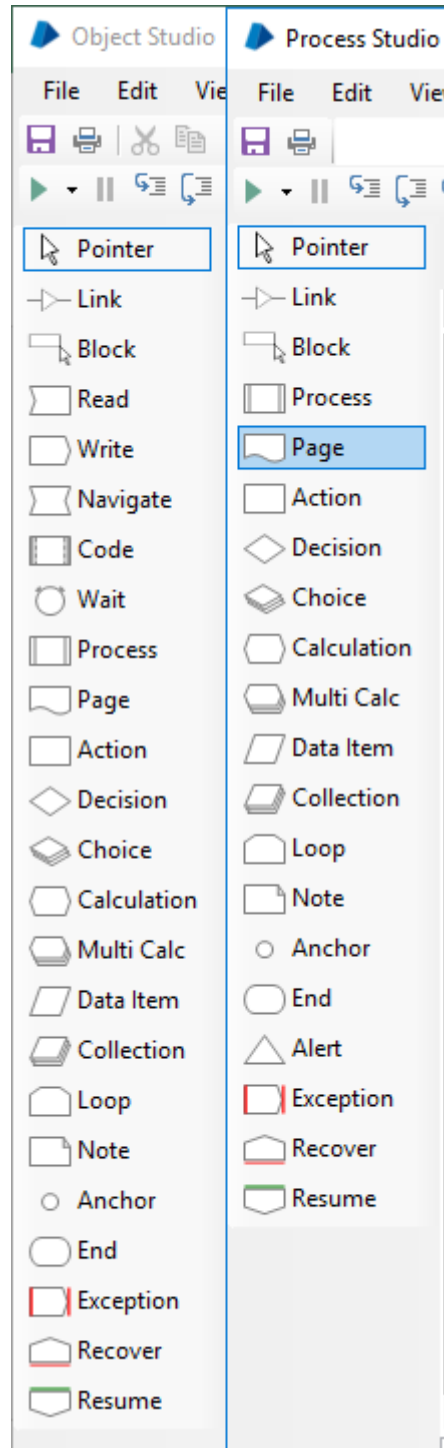 Object Studio
File Edit Vie
Pointer
Link
Block
Read
Write
Navigate
Code
Wait
Process
Page
Action
Decision
Choice
Calculation
Multi Calc
Data Item
Collection
Loop
Note
Anchor
End
Exception
Recover
Resume
Process Studio
File Edit Vie
Pointer
Link
Block
Process
Page
Action
Decision
Choice
Calculation
Multi Calc
Data Item
Collection
Loop
Note
Anchor
End
Alert
Exception
Recover
Resume